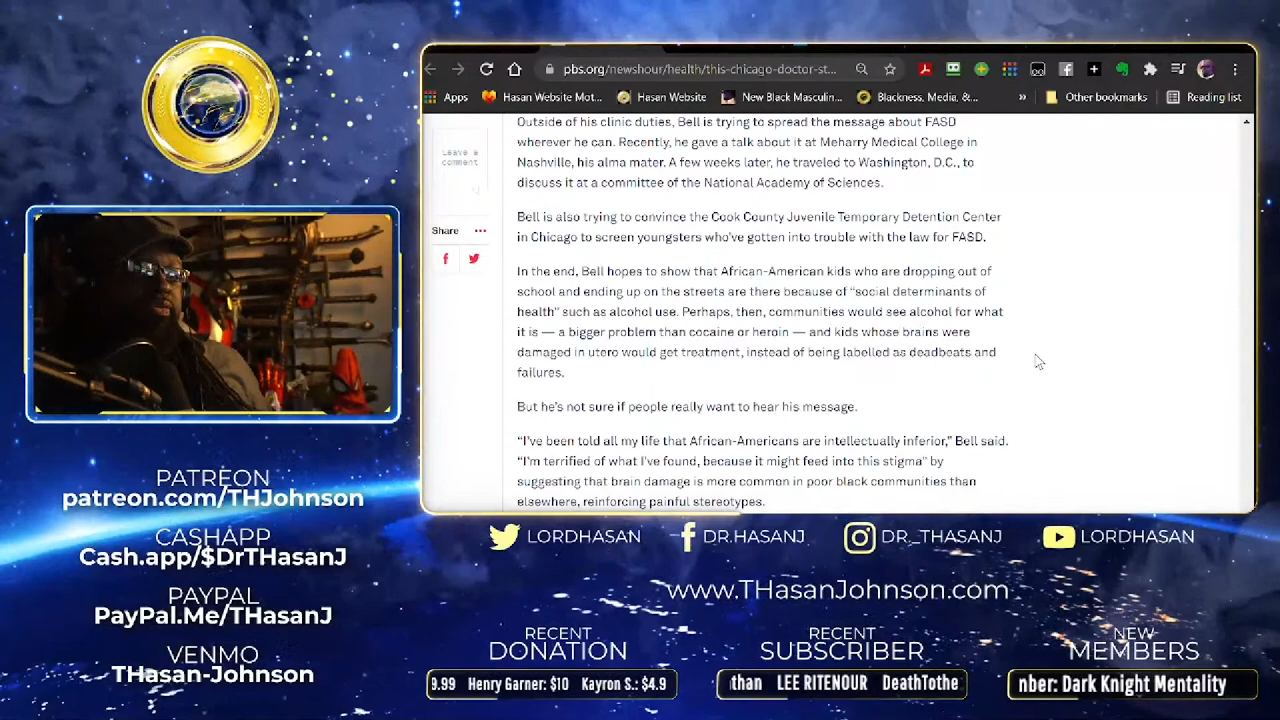 pbs.org/newshour/health/this-chicago-doctor-st...
Apps
Hasan Website Mot...
Hasan Website
New Black Masculin...
Blackness, Media, &...
»
Other bookmarks
Reading list
Leave a
comment
Share
Outside of his clinic duties, Bell is trying to spread the message about FASD
wherever he can. Recently, he gave a talk about it at Meharry Medical College in
Nashville, his alma mater. A few weeks later, he traveled to Washington, D.C., to
discuss it at a committee of the National Academy of Sciences.
Bell is also trying to convince the Cook County Juvenile Temporary Detention Center
in Chicago to screen youngsters who've gotten into trouble with the law for FASD.
In the end, Bell hopes to show that African-American kids who are dropping out of
school and ending up on the streets are there because of “social determinants of
health” such as alcohol use. Perhaps, then, communities would see alcohol for what
it is — a bigger problem than cocaine or heroin — and kids whose brains were
damaged in utero would get treatment, instead of being labelled as deadbeats and
failures.
But he's not sure if people really want to hear his message.
“I've been told all my life that African-Americans are intellectually inferior,” Bell said.
“I'm terrified of what I've found, because it might feed into this stigma” by
suggesting that brain damage is more common in poor black communities than
elsewhere, reinforcing painful stereotypes.
PATREON
patreon.com/THJohnson
CASHAPP
Cash.app/$DrTHasanJ
PAYPAL
PayPal.Me/THasanJ
VENMO
THasan-Johnson
LORDHASAN
DR.HASANJ
DR._THASANJ
LORDHASAN
www.THasanJohnson.com
RECENT
DONATION
9.99 Henry Garner: $10 Kayron S.: $4.9
RECENT
SUBSCRIBER
than LEE RITENOUR DeathTothe
NEW
MEMBERS
nber: Dark Knight Mentality